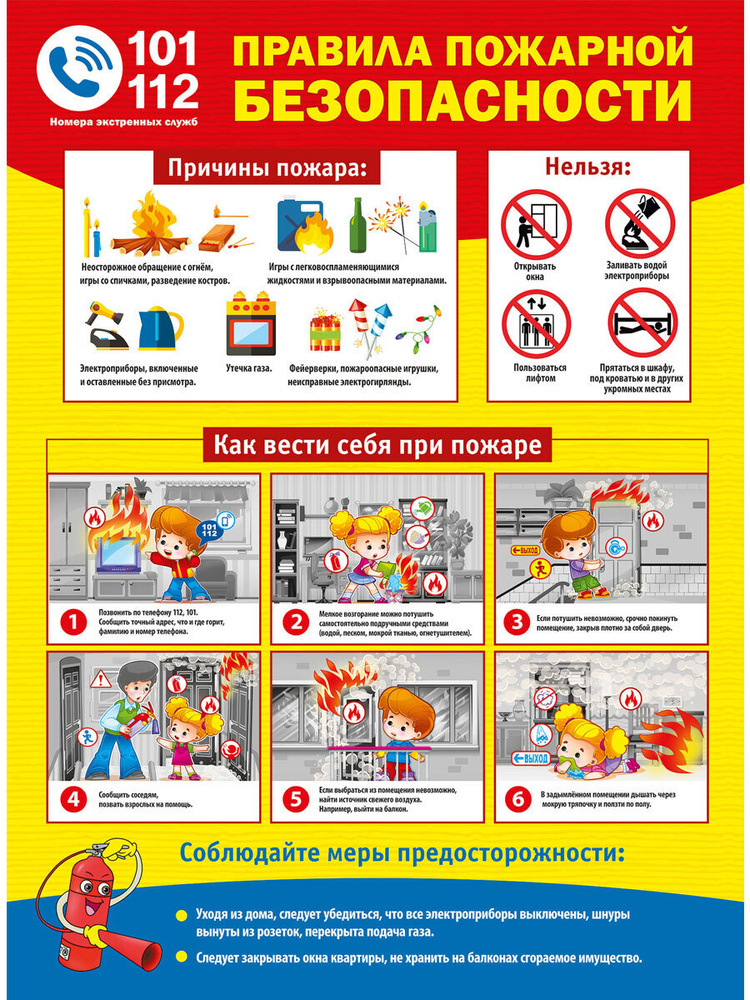 101
112
Номера экстренных служб
ПРАВИЛА ПОЖАРНОЙ
БЕЗОПАСНОСТИ
Причины пожара:
Неосторожное обращение с огнём,
игры со спичками, разведение костров.
Игры с легковоспламеняющимися
жидкостями и взрывоопасными материалами.
Электроприборы, включенные
и оставленные без присмотра.
Утечка газа.
Фейерверки, пожароопасные игрушки,
неисправные электрогирлянды.
Нельзя:
Открывать
окна
Заливать водой
электроприборы
Пользоваться
лифтом
Прятаться в шкафу,
под кроватью и в других
укромных местах
Как вести себя при пожаре
101
112
1
Позвонить по телефону 112, 101.
Сообщить точный адрес, что и где горит,
фамилию и номер телефона.
2
Мелкое возгорание можно потушить
самостоятельно подручными средствами
(водой, песком, мокрой тканью, огнетушителем).
ВЫХОД
3
Если потушить невозможно, срочно покинуть
помещение, закрыв плотно за собой дверь.
4
Сообщить соседям,
позвать взрослых на помощь.
5
Если выбраться из помещения невозможно,
найти источник свежего воздуха.
Например, выйти на балкон.
ВЫХОД
6
В задымлённом помещении дышать через
мокрую тряпочку и ползти по полу.
Соблюдайте меры предосторожности:
Уходя из дома, следует убедиться, что все электроприборы выключены, шнуры
вынуты из розеток, перекрыта подача газа.
Следует закрывать окна квартиры, не хранить на балконах сгораемое имущество.